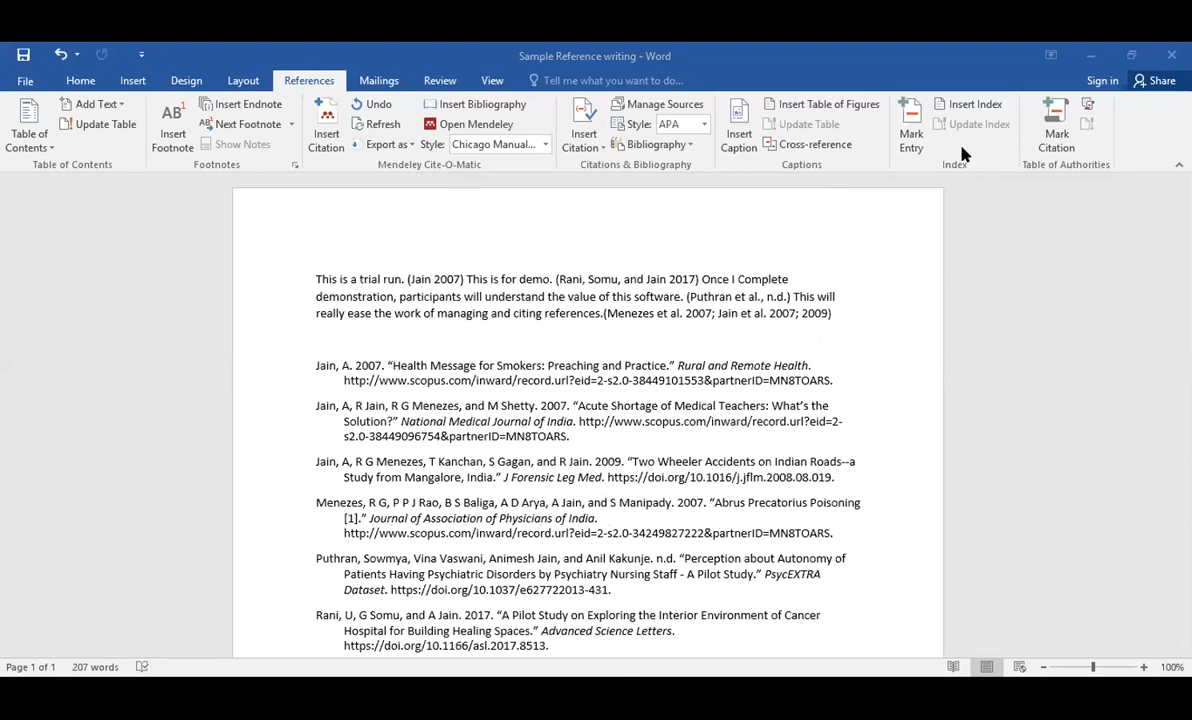 Sample Reference writing - Word
File Home Insert Design Layout References Mailings Review View Tell me what you want to do... Sign in Share
Table of Contents
Add Text
Update Table
Table of Contents
AB1
Insert Footnote
Insert Endnote
Next Footnote
Show Notes
Footnotes
Insert Citation
Undo
Refresh
Export as
Insert Bibliography
Open Mendeley
Style: Chicago Manual...
Mendeley Cite-O-Matic
Insert Citation
Manage Sources
Style: APA
Bibliography
Citations & Bibliography
Insert Caption
Insert Table of Figures
Update Table
Cross-reference
Captions
Mark Entry
Insert Index
Update Index
Index
Mark Citation
Table of Authorities
This is a trial run. (Jain 2007) This is for demo. (Rani, Somu, and Jain 2017) Once I Complete
demonstration, participants will understand the value of this software. (Puthran et al., n.d.) This will
really ease the work of managing and citing references.(Menezes et al. 2007; Jain et al. 2007; 2009)
Jain, A. 2007. “Health Message for Smokers: Preaching and Practice.” Rural and Remote Health.
http://www.scopus.com/inward/record.url?eid=2-s2.0-38449101553&partnerID=MN8TOARS.
Jain, A, R Jain, R G Menezes, and M Shetty. 2007. “Acute Shortage of Medical Teachers: What’s the
Solution?” National Medical Journal of India. http://www.scopus.com/inward/record.url?eid=2-
s2.0-38449096754&partnerID=MN8TOARS.
Jain, A, R G Menezes, T Kanchan, S Gagan, and R Jain. 2009. “Two Wheeler Accidents on Indian Roads--a
Study from Mangalore, India.” J Forensic Leg Med. https://doi.org/10.1016/j.jflm.2008.08.019.
Menezes, R G, P P J Rao, B S Baliga, A D Arya, A Jain, and S Manipady. 2007. “Abrus Precatorius Poisoning
[1].” Journal of Association of Physicians of India.
http://www.scopus.com/inward/record.url?eid=2-s2.0-34249827222&partnerID=MN8TOARS.
Puthran, Sowmya, Vina Vaswani, Animesh Jain, and Anil Kakunje. n.d. “Perception about Autonomy of
Patients Having Psychiatric Disorders by Psychiatry Nursing Staff - A Pilot Study.” PsycEXTRA
Dataset. https://doi.org/10.1037/e627722013-431.
Rani, U, G Somu, and A Jain. 2017. “A Pilot Study on Exploring the Interior Environment of Cancer
Hospital for Building Healing Spaces.” Advanced Science Letters.
https://doi.org/10.1166/asl.2017.8513.
Page 1 of 1 207 words 100%